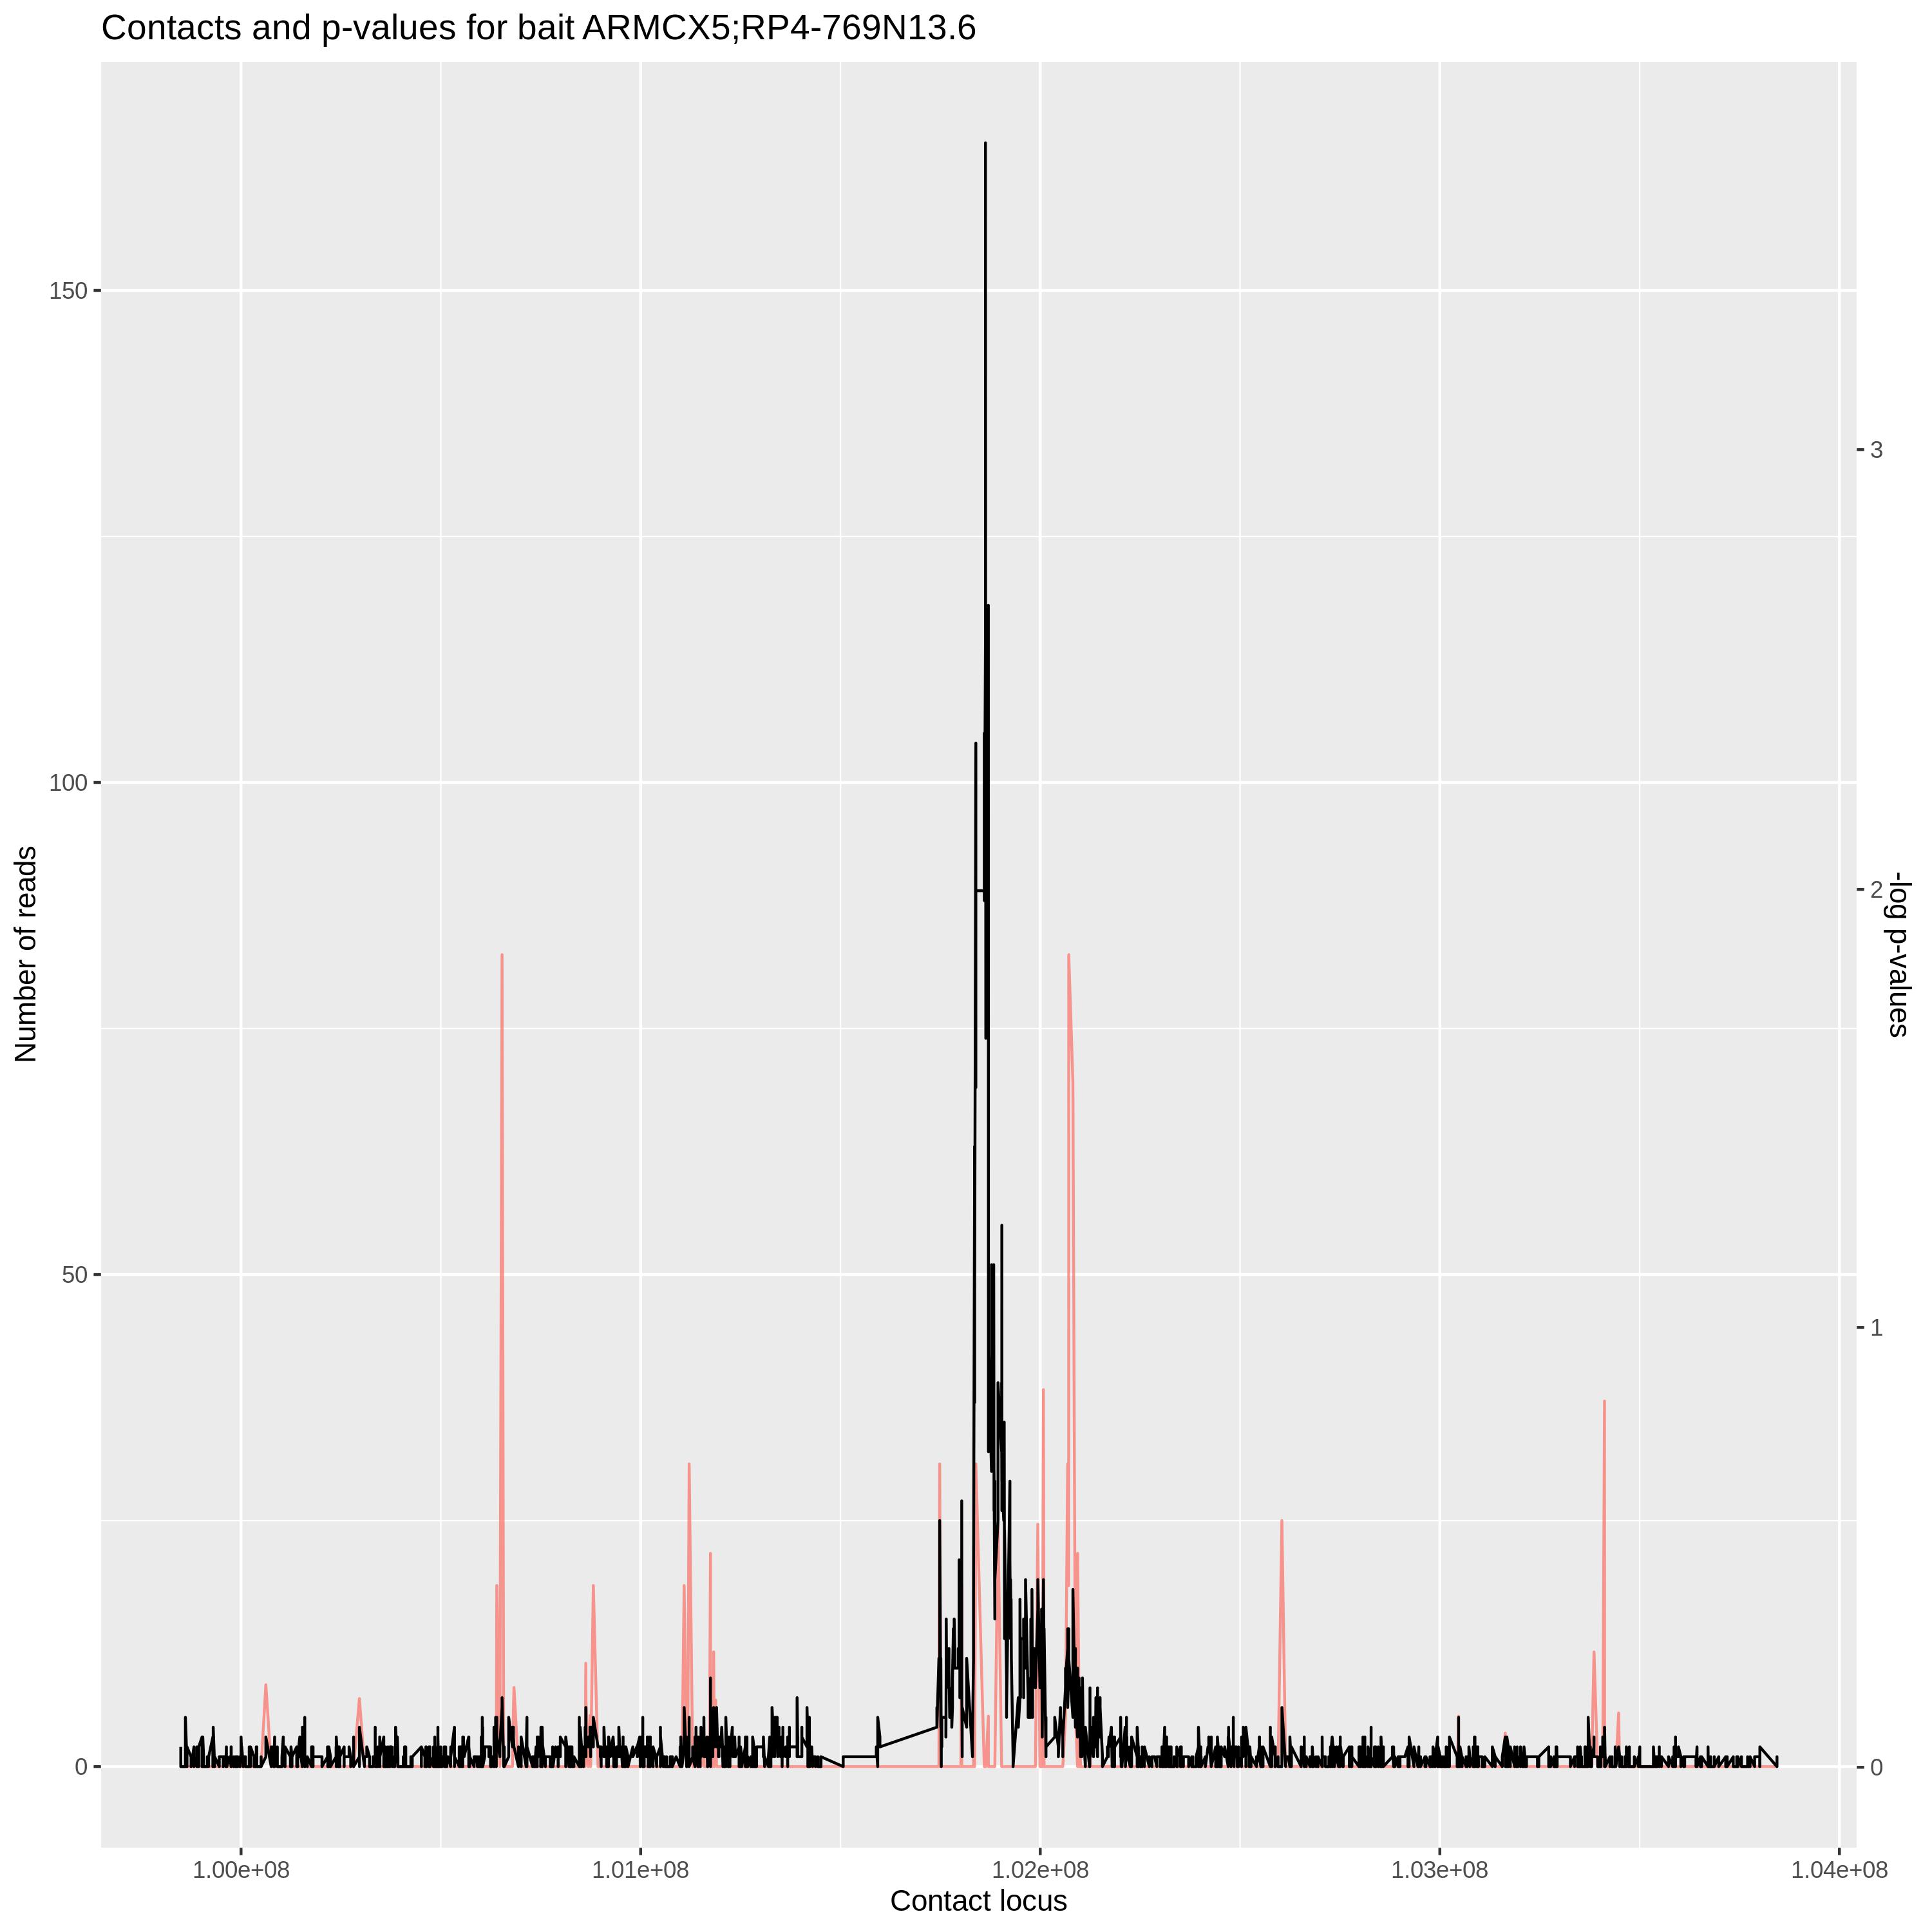 Contacts and p-values for bait ARMCX5;RP4-769N13.6
150
100
50
0
Number of reads
3
2
1
0
-log p-values
1.00e+08
1.01e+08
1.02e+08
1.03e+08
1.04e+08
Contact locus